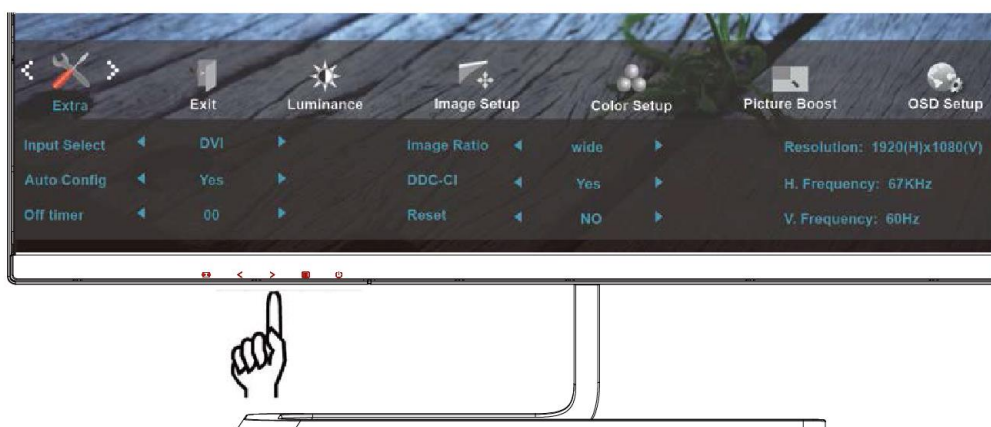 Extra Exit Luminance Image Setup Color Setup Picture Boost OSD Setup
Input Select DVI Image Ratio wide Resolution: 1920(H)x1080(V)
Auto Config Yes DDC-CI Yes H. Frequency: 67KHz
Off timer 00 Reset NO V. Frequency: 60Hz